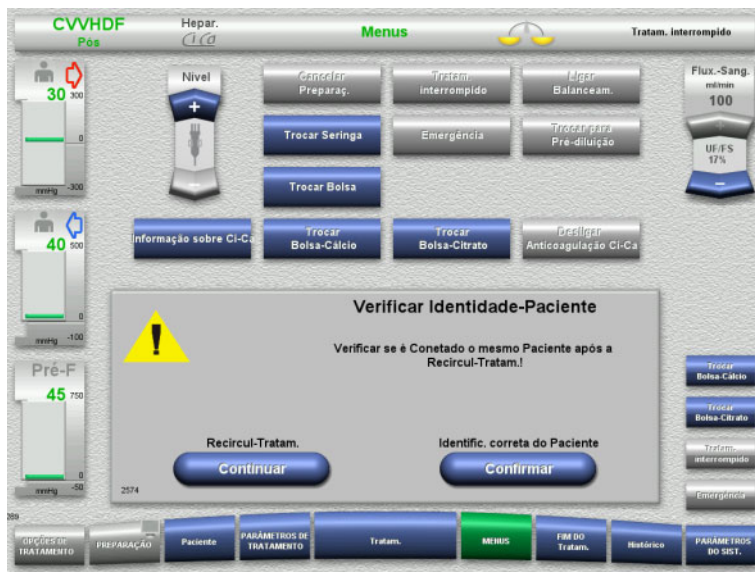 CVVHDF
Pós
Hepar.
Ci Ca
Menus
Tratam. interrompido
30
300
0
mmHg
-300
40
500
0
mmHg
-100
Pré-F
45
750
0
mmHg
-50
Nível
+
−
Cancelar
Preparaç.
Tratam.
interrompido
Ligar
Balanceam.
Trocar Seringa
Emergência
Trocar para
Pré-diluição
Trocar Bolsa
Informação sobre Ci-Ca
Trocar
Bolsa-Cálcio
Trocar
Bolsa-Citrato
Desligar
Anticoagulação Ci-Ca
Flux.-Sang.
ml/min
100
+
UF/FS
17%
−
Verificar Identidade-Paciente
!
Verificar se é Conetado o mesmo Paciente após a
Recircul-Tratam.!
Recircul-Tratam.
Continuar
Identific. correta do Paciente
Confirmar
2574
Trocar
Bolsa-Cálcio
Trocar
Bolsa-Citrato
Tratam.
interrompido
Emergência
OPÇÕES DE
TRATAMENTO
PREPARAÇÃO
Paciente
PARÂMETROS DE
TRATAMENTO
Tratam.
MENUS
FIM DO
Tratam.
Histórico
PARÂMETROS
DO SIST.